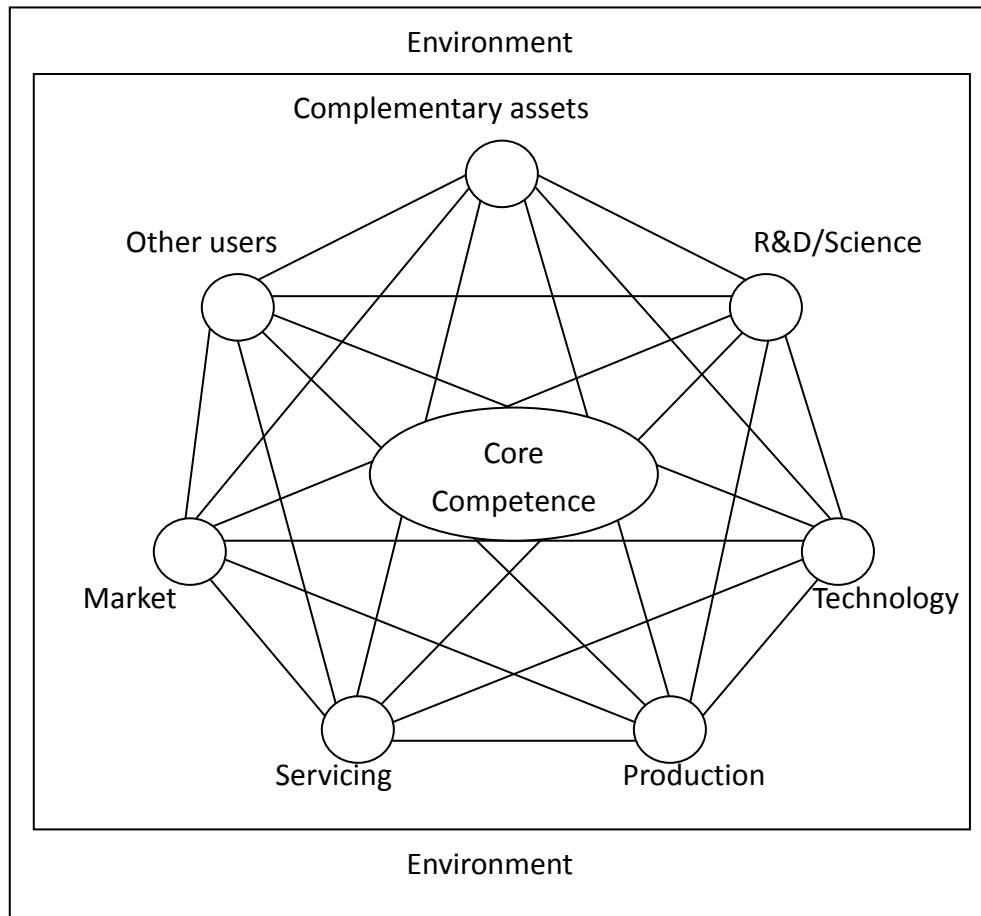 Environment
Complementary assets
Other users
R&D/Science
Core
Competence
Market
Technology
Servicing
Production
Environment